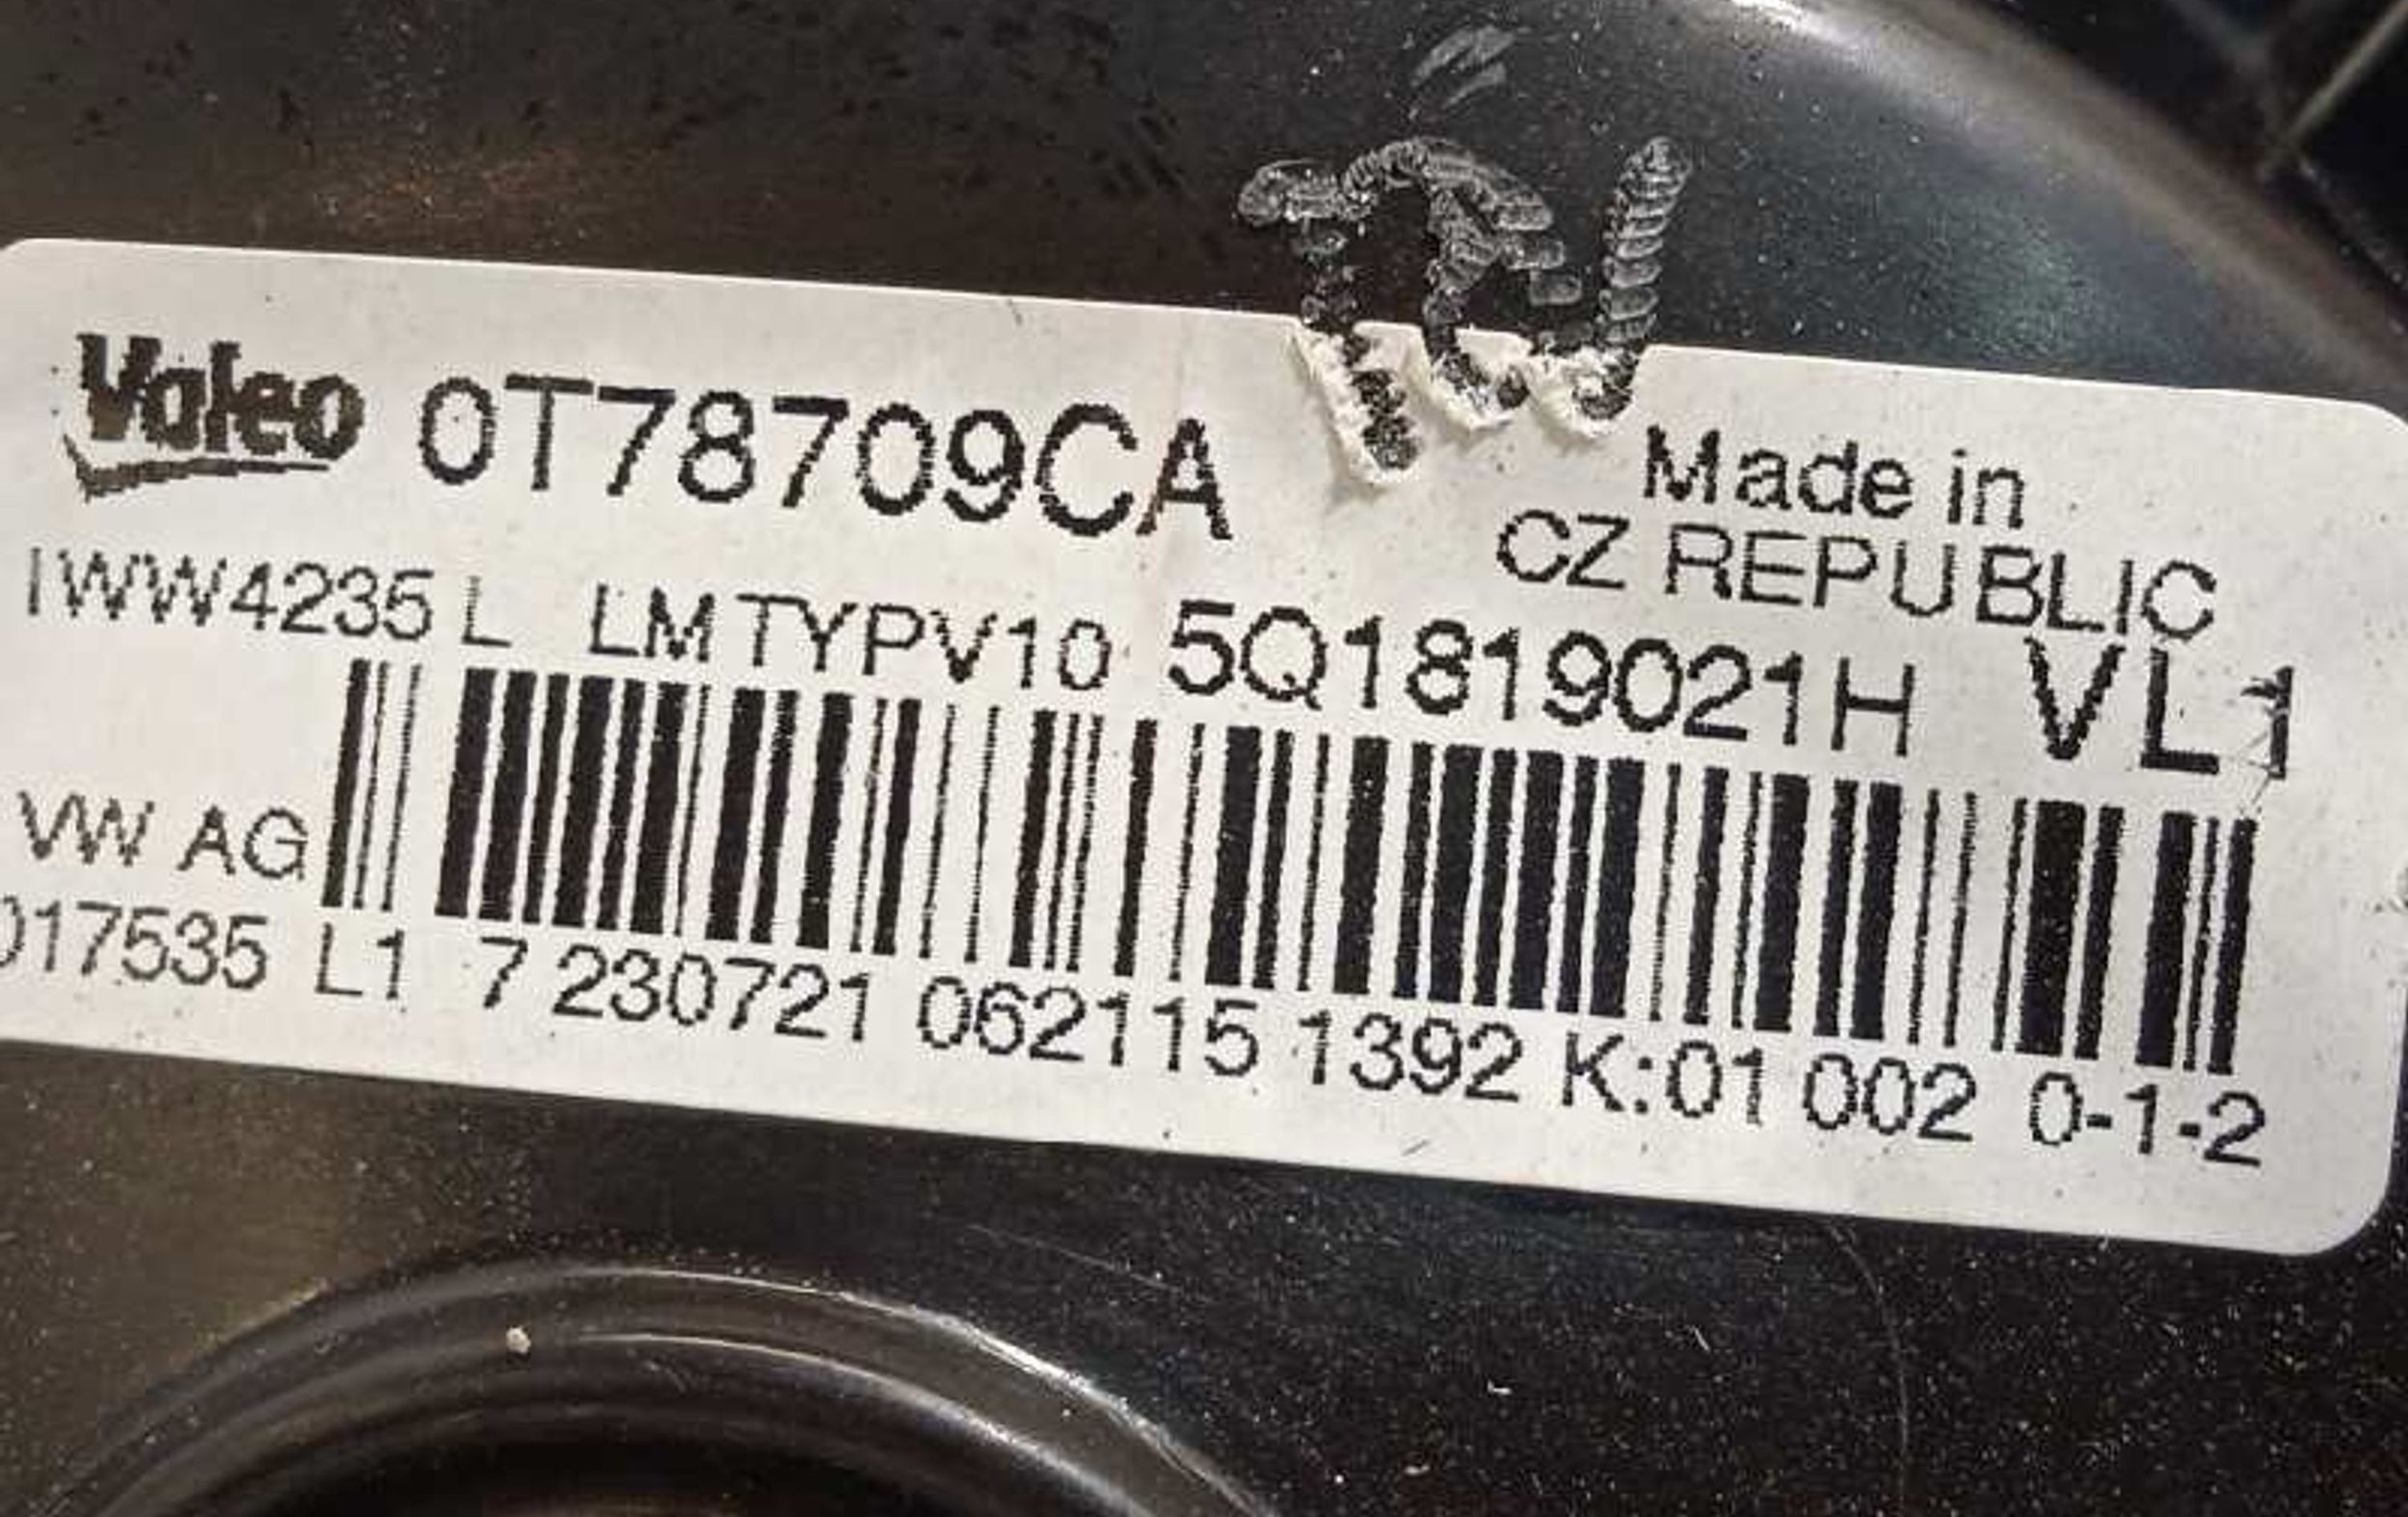 Valeo 0T78709CA
Made in
CZ REPUBLIC
IWW4235 L LM TYPV10 5Q1819021H VL1
VW AG
017535 L1 7 230721 062115 1392 K:01 002 0-1-2